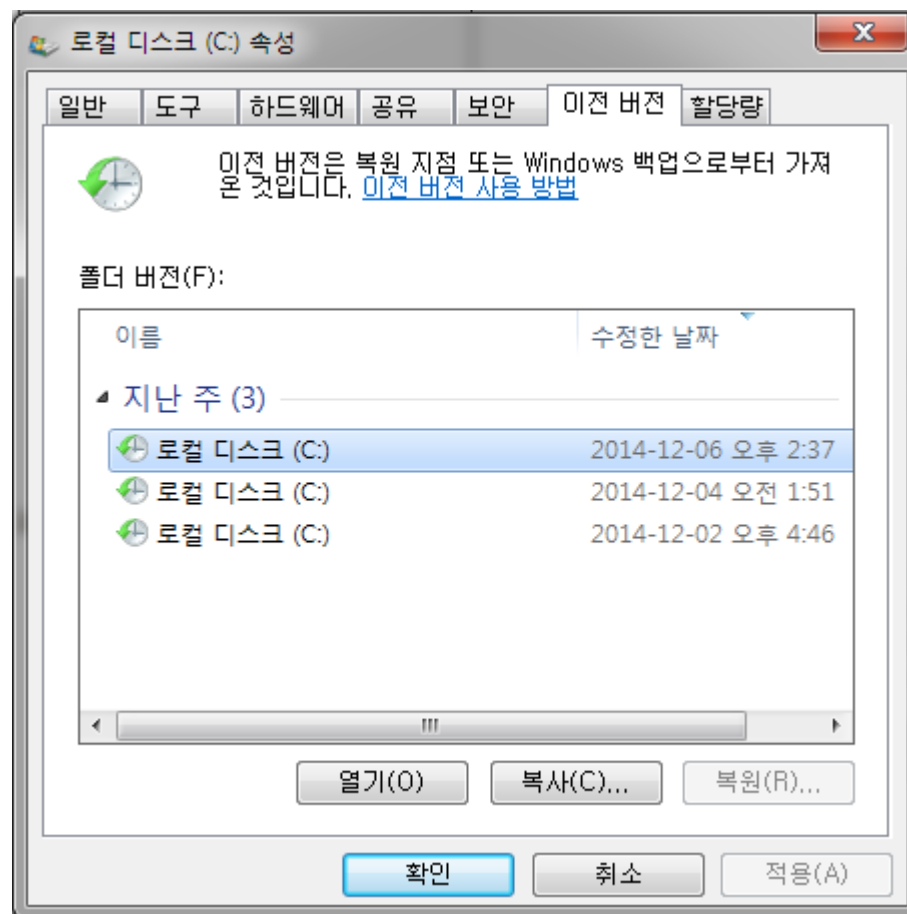 로컬 디스크 (C:) 속성
일반 도구 하드웨어 공유 보안 이전 버전 할당량
이전 버전은 복원 지점 또는 Windows 백업으로부터 가져
온 것입니다. 이전 버전 사용 방법
폴더 버전(F):
이름 수정한 날짜
지난 주 (3)
로컬 디스크 (C:) 2014-12-06 오후 2:37
로컬 디스크 (C:) 2014-12-04 오전 1:51
로컬 디스크 (C:) 2014-12-02 오후 4:46
열기(O) 복사(C)... 복원(R)...
확인 취소 적용(A)